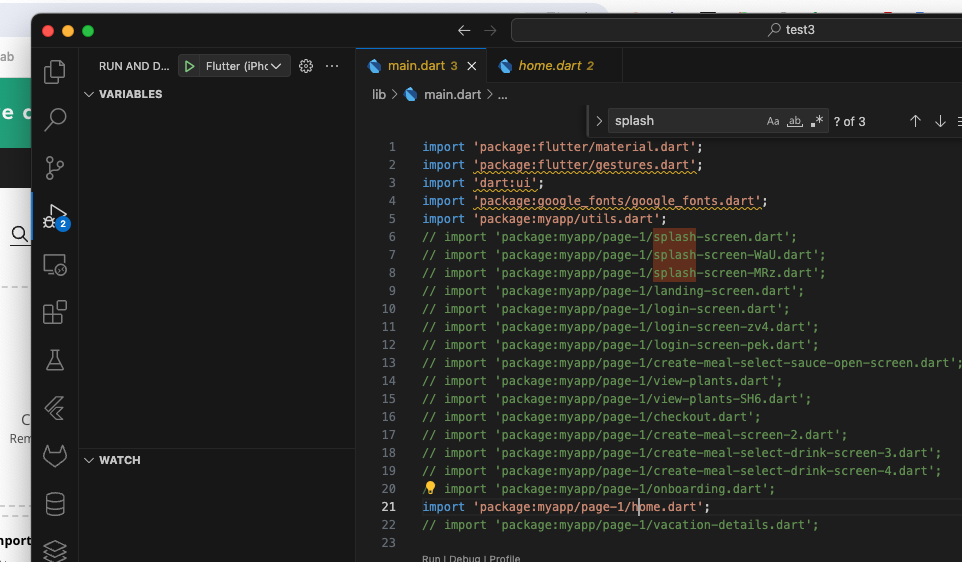 test3
ab
RUN AND D...
Flutter (iPhc
main.dart 3
home.dart 2
VARIABLES
lib > main.dart > ...
splash
Aa
ab
.*
? of 3
e
1 import 'package:flutter/material.dart';
2 import 'package:flutter/gestures.dart';
3 import 'dart:ui';
4 import 'package:google_fonts/google_fonts.dart';
5 import 'package:myapp/utils.dart';
6 // import 'package:myapp/page-1/splash-screen.dart';
7 // import 'package:myapp/page-1/splash-screen-WaU.dart';
8 // import 'package:myapp/page-1/splash-screen-MRz.dart';
9 // import 'package:myapp/page-1/landing-screen.dart';
10 // import 'package:myapp/page-1/login-screen.dart';
11 // import 'package:myapp/page-1/login-screen-zv4.dart';
12 // import 'package:myapp/page-1/login-screen-pek.dart';
13 // import 'package:myapp/page-1/create-meal-select-sauce-open-screen.dart';
14 // import 'package:myapp/page-1/view-plants.dart';
15 // import 'package:myapp/page-1/view-plants-SH6.dart';
16 // import 'package:myapp/page-1/checkout.dart';
17 // import 'package:myapp/page-1/create-meal-screen-2.dart';
18 // import 'package:myapp/page-1/create-meal-select-drink-screen-3.dart';
19 // import 'package:myapp/page-1/create-meal-select-drink-screen-4.dart';
20 // import 'package:myapp/page-1/onboarding.dart';
21 import 'package:myapp/page-1/home.dart';
22 // import 'package:myapp/page-1/vacation-details.dart';
23
Run | Debug | Profile
2
C
Rem
WATCH
mport